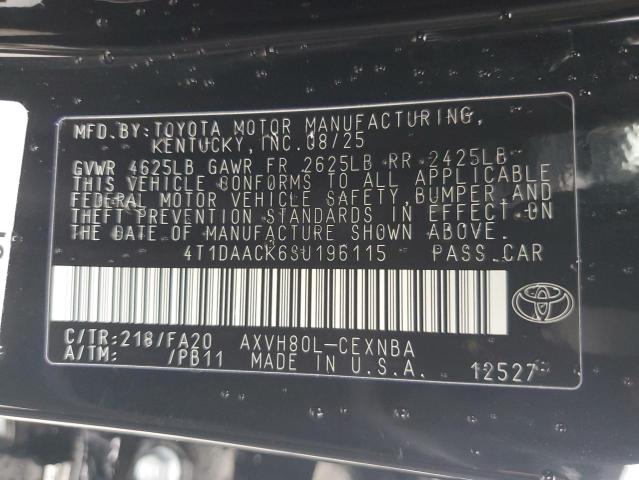 MFD. BY: TOYOTA MOTOR MANUFACTURING,
KENTUCKY, INC. 08/25
GVWR 4625LB GAWR FR 2625LB RR 2425LB
THIS VEHICLE CONFORMS TO ALL APPLICABLE
FEDERAL MOTOR VEHICLE SAFETY, BUMPER AND
THEFT PREVENTION STANDARDS IN EFFECT ON
THE DATE OF MANUFACTURE SHOWN ABOVE.
4T1DAACK6SU196115 PASS.CAR
C/TR:218/FA20 AXVH80L-CEXNBA
A/TM: /PB11 MADE IN U.S.A. 12527